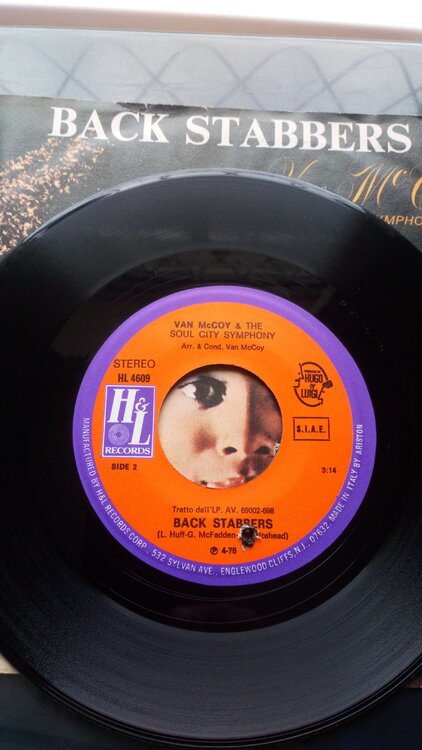 BACK STABBERS
VAN McCOY & THE
SOUL CITY SYMPHONY
Arr. & Cond. Van McCoy
STEREO
HL 4609
HUGO
LUIGI
H&L
RECORDS
S.I.A.E.
SIDE 2
3:14
Tratto dall'LP. AV. 69002-698
BACK STABBERS
(L. Huff-G. McFadden-
℗ 4-76
MANUFACTURED BY H&L RECORDS CORP., 532 SYLVAN AVE., ENGLEWOOD CLIFFS, N.J., 07632. MADE IN ITALY BY ARISTON